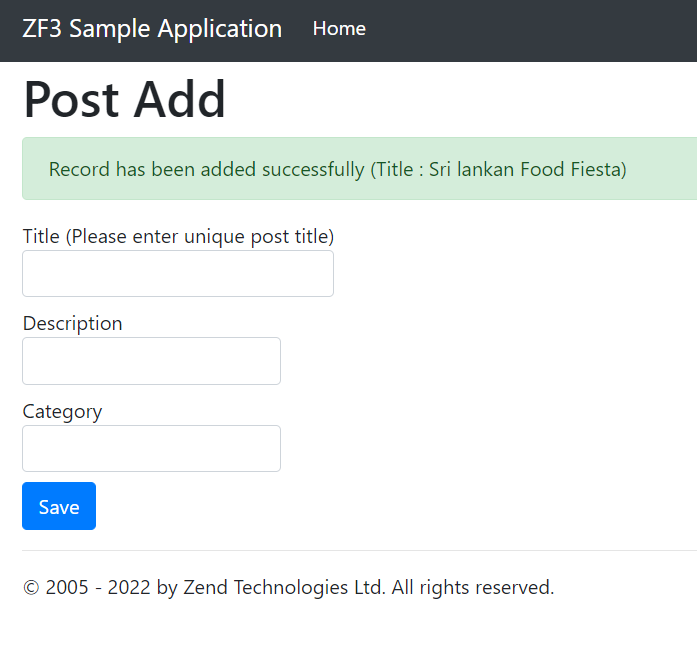 ZF3 Sample Application Home
Post Add
Record has been added successfully (Title : Sri lankan Food Fiesta)
Title (Please enter unique post title)
Description
Category
Save
© 2005 - 2022 by Zend Technologies Ltd. All rights reserved.